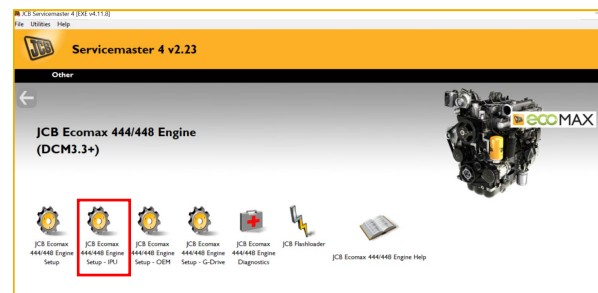 JCB Servicemaster 4 [EXE v4.11.8]
File Utilities Help
JCB
Servicemaster 4 v2.23
Other
JCB Ecomax 444/448 Engine
(DCM3.3+)
ecoMAX
JCB Ecomax
444/448 Engine
Setup
JCB Ecomax
444/448 Engine
Setup - IPU
JCB Ecomax
444/448 Engine
Setup - OEM
JCB Ecomax
444/448 Engine
Setup - G-Drive
JCB Ecomax
444/448 Engine
Diagnostics
JCB Flashloader
JCB Ecomax 444/448 Engine Help